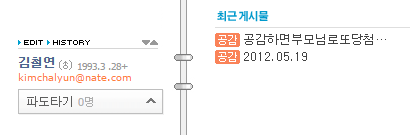 EDIT HISTORY
김철연 (♁) 1993.3 .28+
kimchalyun@nate.com
파도타기 0명
최근 게시물
공감 공감하면부모님로또당첨…
공감 2012.05.19